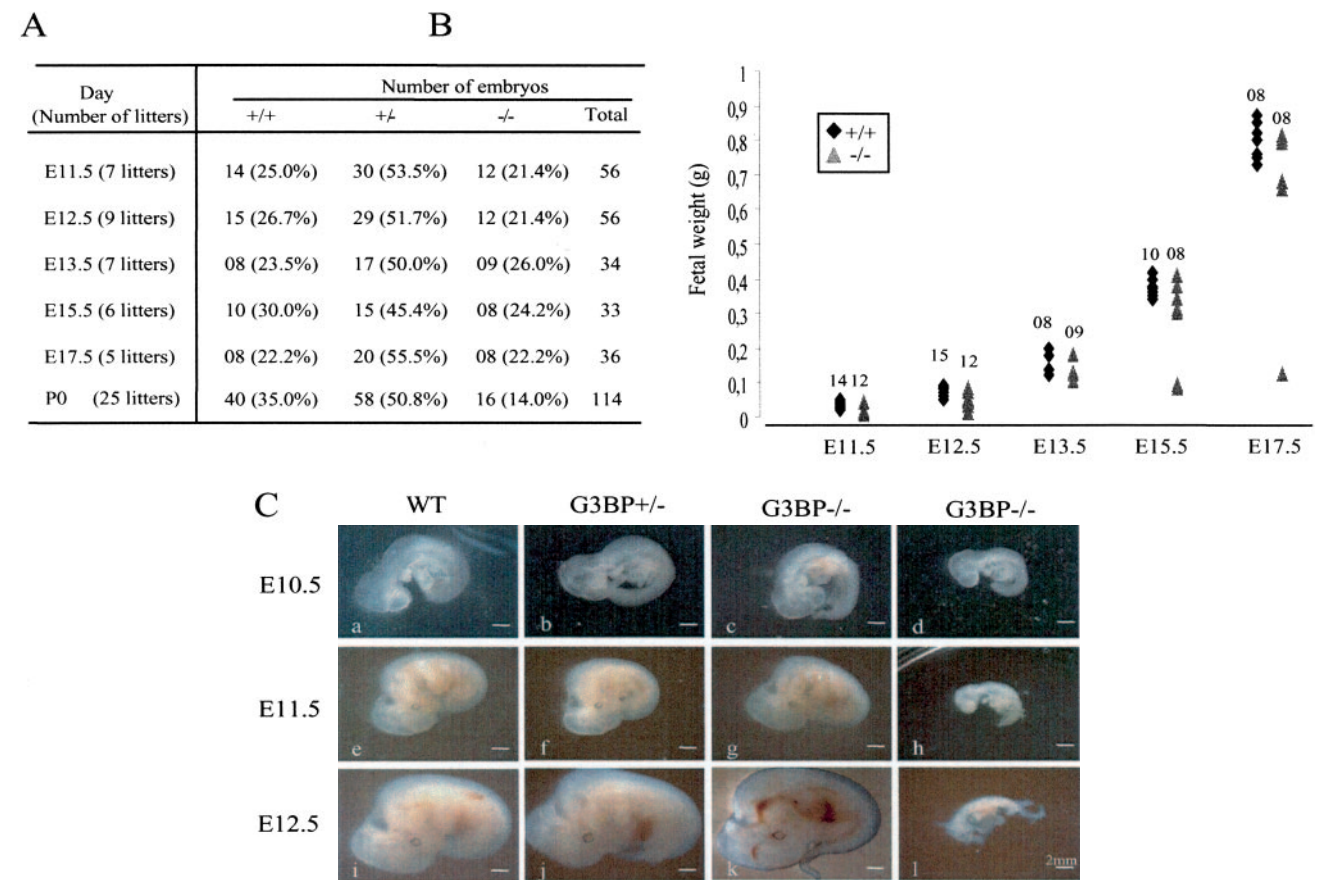 A
B
Day
(Number of litters)
Number of embryos
+/+ +/- -/- Total
E11.5 (7 litters) 14 (25.0%) 30 (53.5%) 12 (21.4%) 56
E12.5 (9 litters) 15 (26.7%) 29 (51.7%) 12 (21.4%) 56
E13.5 (7 litters) 08 (23.5%) 17 (50.0%) 09 (26.0%) 34
E15.5 (6 litters) 10 (30.0%) 15 (45.4%) 08 (24.2%) 33
E17.5 (5 litters) 08 (22.2%) 20 (55.5%) 08 (22.2%) 36
P0 (25 litters) 40 (35.0%) 58 (50.8%) 16 (14.0%) 114
Fetal weight (g)
1
0,9
0,8
0,7
0,6
0,5
0,4
0,3
0,2
0,1
0
+/+
-/-
14 12
15 12
08 09
10 08
08 08
E11.5 E12.5 E13.5 E15.5 E17.5
C
WT G3BP+/- G3BP-/- G3BP-/-
E10.5
a b c d
E11.5
e f g h
E12.5
i j k l
2mm